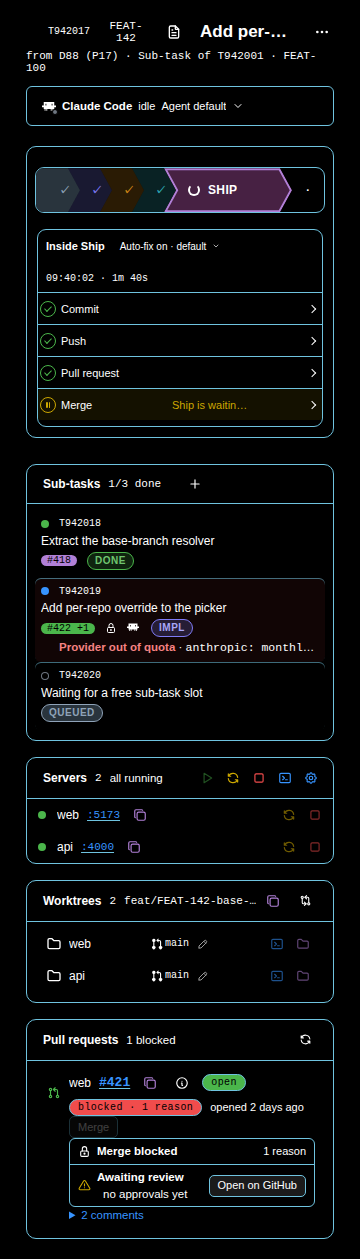 T942017 FEAT-142 Add per-…
from D88 (P17) · Sub-task of T942001 · FEAT-100
Claude Code idle Agent default
SHIP
Inside Ship Auto-fix on · default
09:40:02 · 1m 40s
Commit
Push
Pull request
Merge Ship is waitin…
Sub-tasks 1/3 done
T942018
Extract the base-branch resolver
#418 DONE
T942019
Add per-repo override to the picker
#422 +1 IMPL
Provider out of quota · anthropic: monthl…
T942020
Waiting for a free sub-task slot
QUEUED
Servers 2 all running
web :5173
api :4000
Worktrees 2 feat/FEAT-142-base-…
web main
api main
Pull requests 1 blocked
web #421 open
blocked · 1 reason opened 2 days ago
Merge
Merge blocked 1 reason
Awaiting review
no approvals yet
Open on GitHub
2 comments